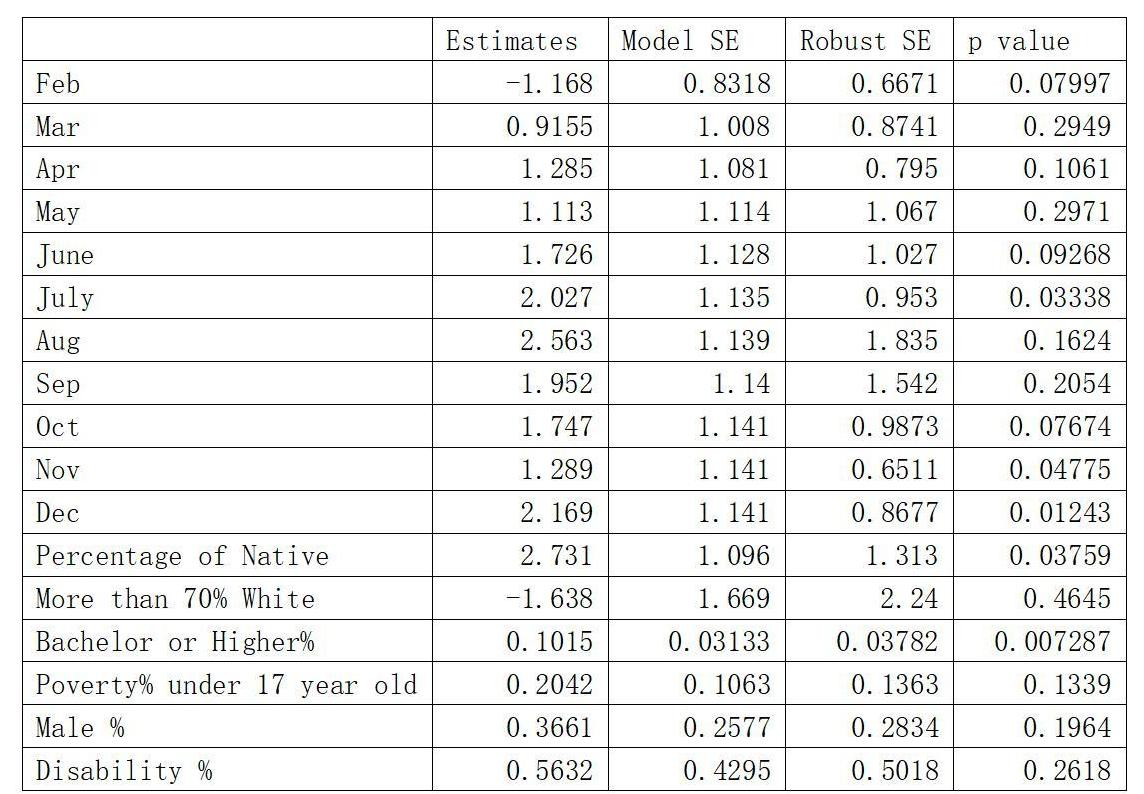 Estimates Model SE Robust SE p value
Feb -1.168 0.8318 0.6671 0.07997
Mar 0.9155 1.008 0.8741 0.2949
Apr 1.285 1.081 0.795 0.1061
May 1.113 1.114 1.067 0.2971
June 1.726 1.128 1.027 0.09268
July 2.027 1.135 0.953 0.03338
Aug 2.563 1.139 1.835 0.1624
Sep 1.952 1.14 1.542 0.2054
Oct 1.747 1.141 0.9873 0.07674
Nov 1.289 1.141 0.6511 0.04775
Dec 2.169 1.141 0.8677 0.01243
Percentage of Native 2.731 1.096 1.313 0.03759
More than 70% White -1.638 1.669 2.24 0.4645
Bachelor or Higher% 0.1015 0.03133 0.03782 0.007287
Poverty% under 17 year old 0.2042 0.1063 0.1363 0.1339
Male % 0.3661 0.2577 0.2834 0.1964
Disability % 0.5632 0.4295 0.5018 0.2618